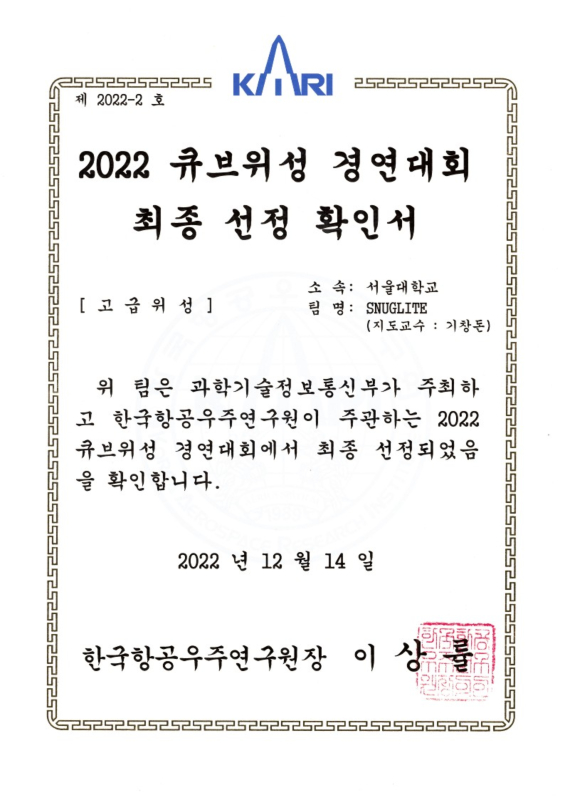 KARI
제 2022-2 호
2022 큐브위성 경연대회
최종 선정 확인서
소 속: 서울대학교
[ 고급위성 ]
팀 명: SNUGLITE
(지도교수 : 기창돈)
위 팀은 과학기술정보통신부가 주최하
고 한국항공우주연구원이 주관하는 2022
큐브위성 경연대회에서 최종 선정되었음
을 확인합니다.
2022 년 12 월 14 일
한국항공우주연구원장 이 상 률